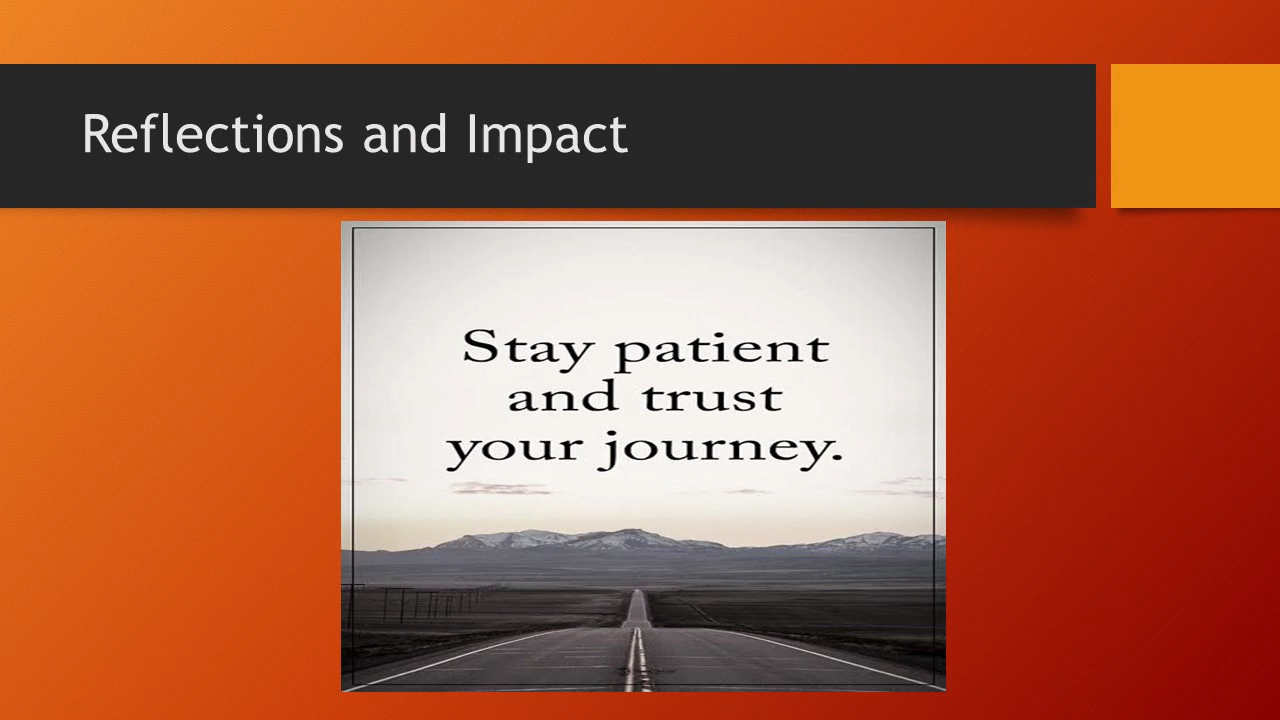 Reflections and Impact
Stay patient
and trust
your journey.